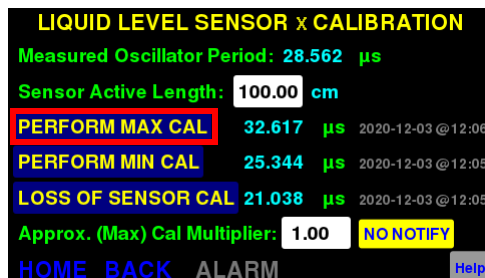 LIQUID LEVEL SENSOR x CALIBRATION
Measured Oscillator Period: 28.562 µs
Sensor Active Length: 100.00 cm
PERFORM MAX CAL 32.617 µs 2020-12-03 @ 12:06
PERFORM MIN CAL 25.344 µs 2020-12-03 @ 12:05
LOSS OF SENSOR CAL 21.038 µs 2020-12-03 @ 12:05
Approx. (Max) Cal Multiplier: 1.00 NO NOTIFY
HOME BACK ALARM Help